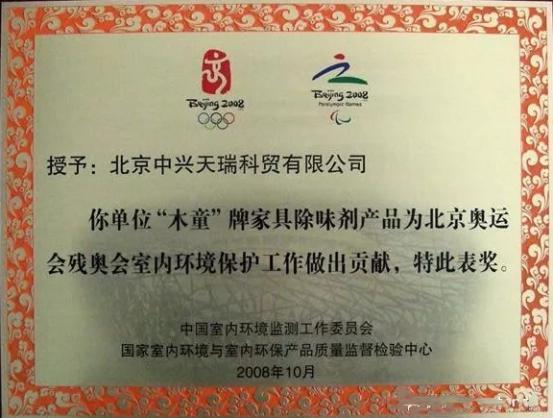 Beijing 2008
Beijing 2008
Paralympic Games
授予：北京中兴天瑞科贸有限公司
你单位“木童”牌家具除味剂产品为北京奥运
会残奥会室内环境保护工作做出贡献，特此表奖。
中国室内环境监测工作委员会
国家室内环境与室内环保产品质量监督检验中心
2008年10月